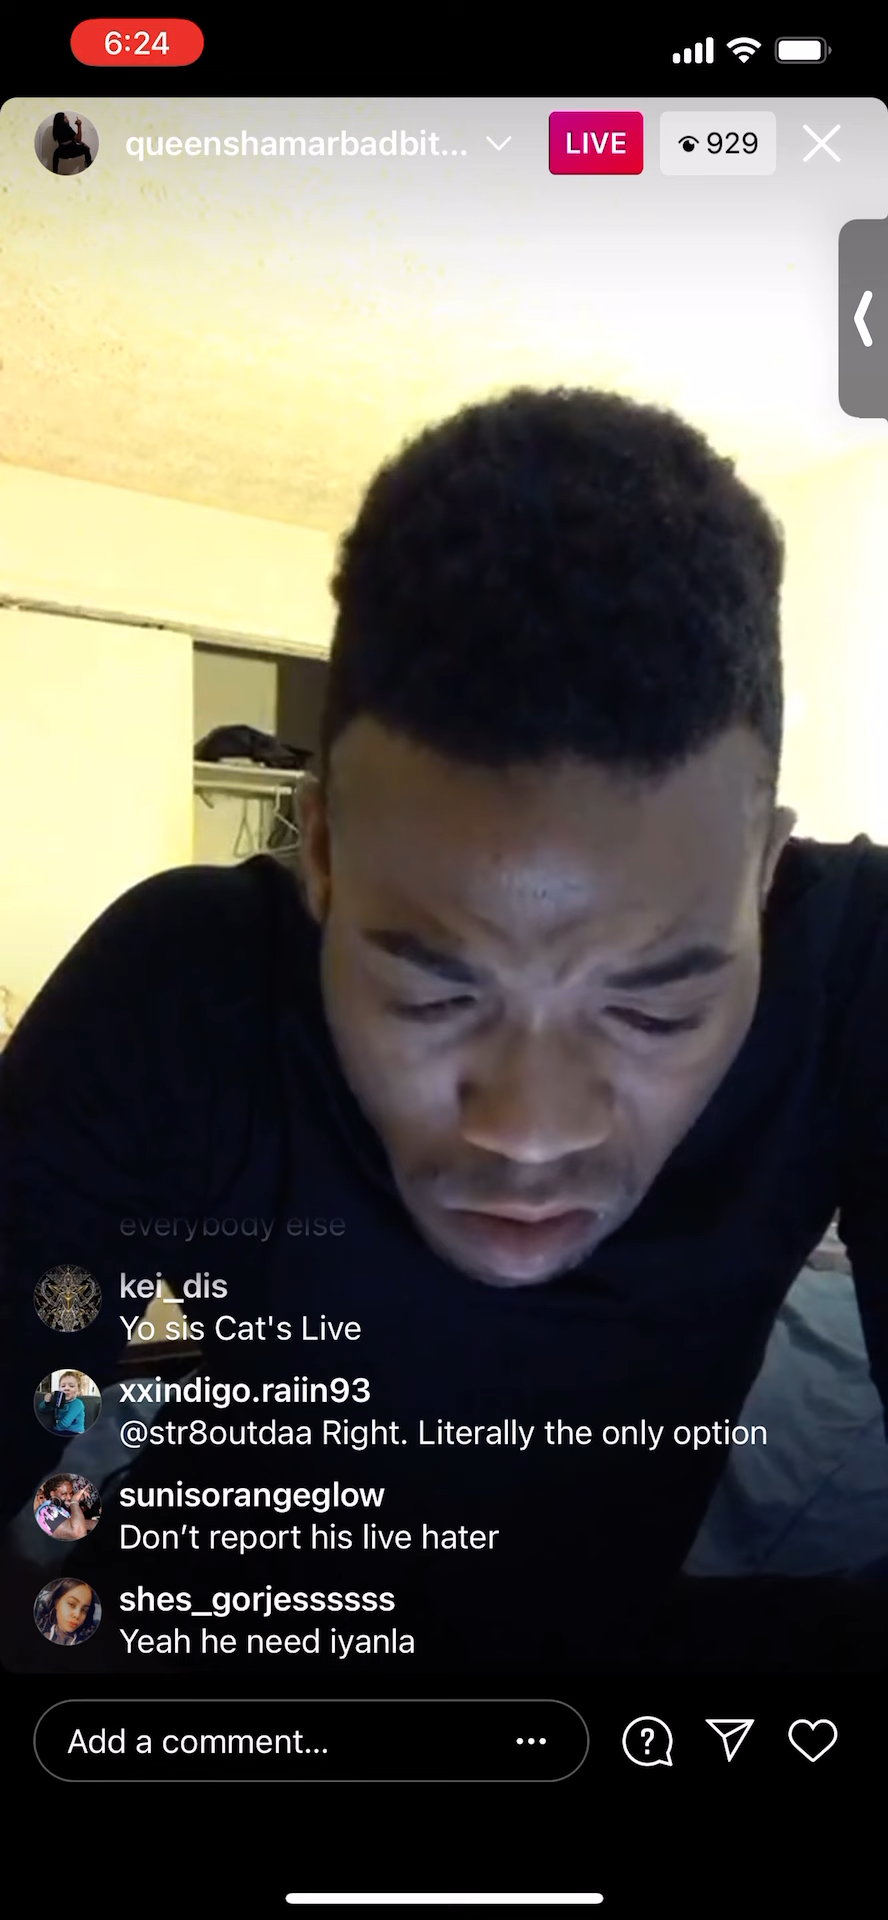 6:24
queenshamarbadbit...
LIVE
929
everybody else
kei_dis
Yo sis Cat's Live
xxindigo.raiin93
@str8outdaa Right. Literally the only option
sunisorangeglow
Don’t report his live hater
shes_gorjessssss
Yeah he need iyanla
Add a comment...